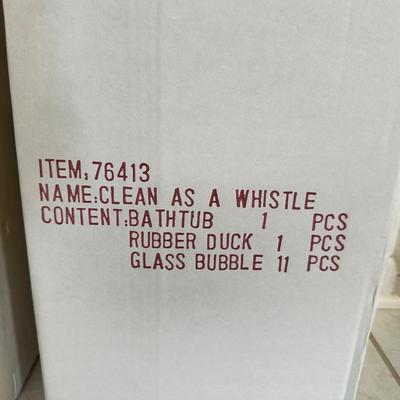 ITEM;76413
NAME:CLEAN AS A WHISTLE
CONTENT:BATHTUB 1 PCS
RUBBER DUCK 1 PCS
GLASS BUBBLE 11 PCS